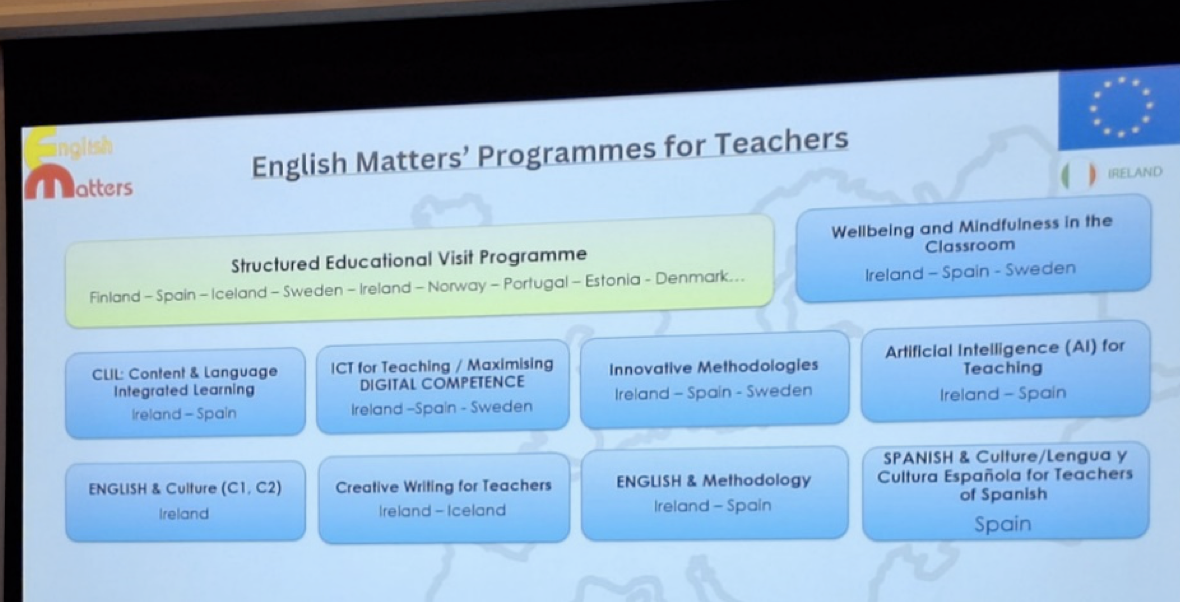 English
Matters
English Matters' Programmes for Teachers
IRELAND
Structured Educational Visit Programme
Finland – Spain – Iceland – Sweden – Ireland – Norway – Portugal – Estonia - Denmark...
Wellbeing and Mindfulness in the
Classroom
Ireland – Spain - Sweden
CLIL: Content & Language
Integrated Learning
Ireland – Spain
ICT for Teaching / Maximising
DIGITAL COMPETENCE
Ireland –Spain - Sweden
Innovative Methodologies
Ireland – Spain - Sweden
Artificial Intelligence (AI) for
Teaching
Ireland – Spain
ENGLISH & Culture (C1, C2)
Ireland
Creative Writing for Teachers
Ireland – Iceland
ENGLISH & Methodology
Ireland – Spain
SPANISH & Culture/Lengua y
Cultura Española for Teachers
of Spanish
Spain